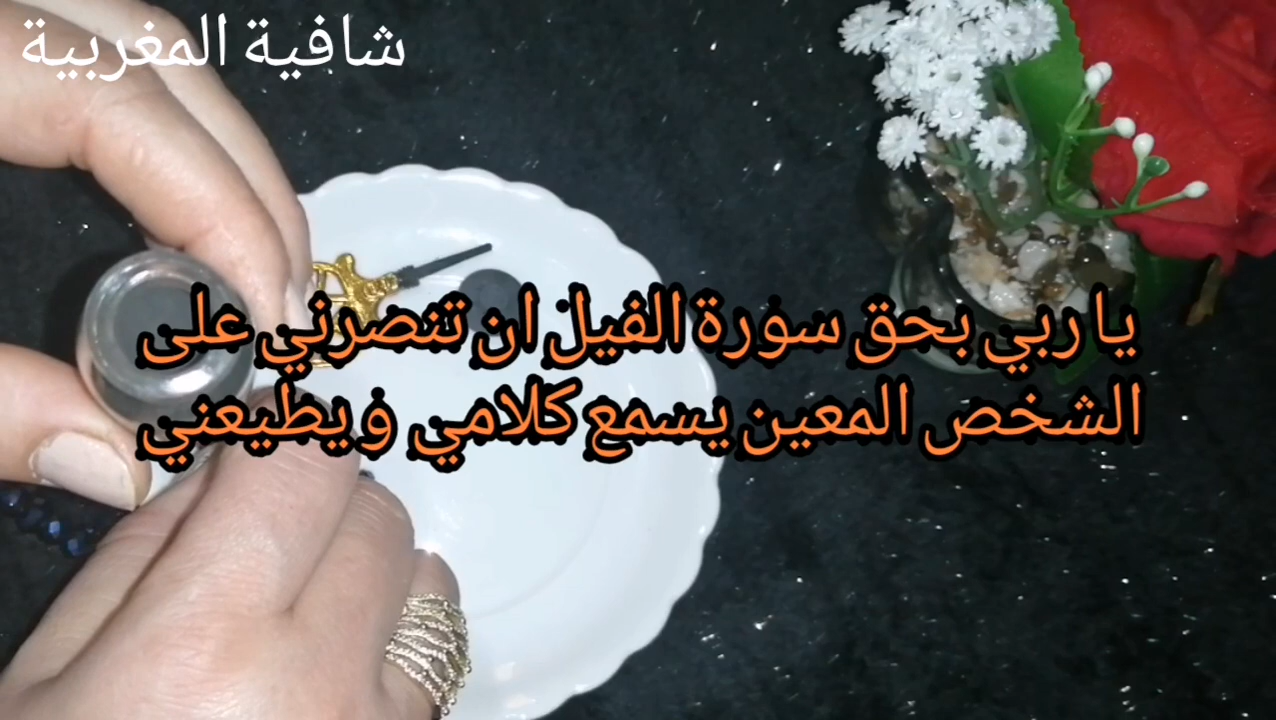 شافية المغربية
يا ربي بحق سورة الفيل ان تنصرني على
الشخص المعين يسمع كلامي و يطيعني